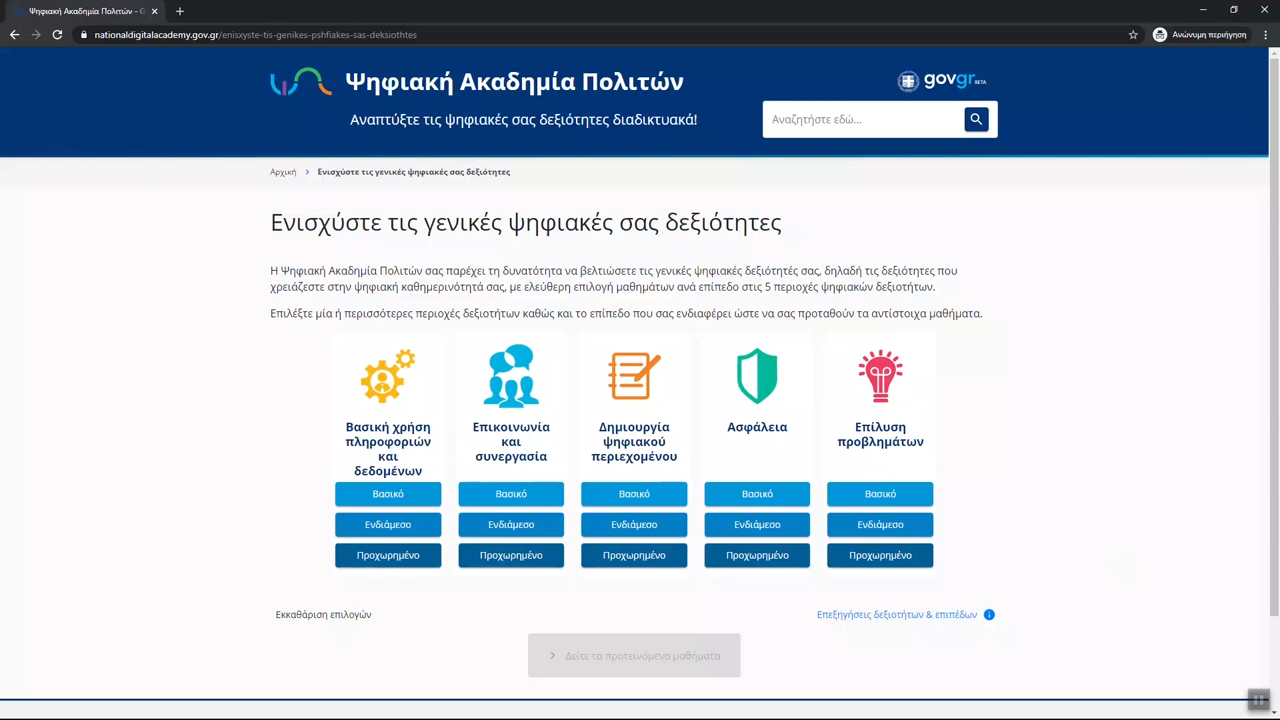 Ψηφιακή Ακαδημία Πολιτών - G
nationaldigitalacademy.gov.gr/enisxyste-tis-genikes-pshfiakes-sas-deksiothtes
Ανώνυμη περιήγηση
Ψηφιακή Ακαδημία Πολιτών
govgr BETA
Αναπτύξτε τις ψηφιακές σας δεξιότητες διαδικτυακά!
Αναζητήστε εδώ...
Αρχική > Ενισχύστε τις γενικές ψηφιακές σας δεξιότητες
Ενισχύστε τις γενικές ψηφιακές σας δεξιότητες
Η Ψηφιακή Ακαδημία Πολιτών σας παρέχει τη δυνατότητα να βελτιώσετε τις γενικές ψηφιακές δεξιότητές σας, δηλαδή τις δεξιότητες που
χρειάζεστε στην ψηφιακή καθημερινότητά σας, με ελεύθερη επιλογή μαθημάτων ανά επίπεδο στις 5 περιοχές ψηφιακών δεξιοτήτων.
Επιλέξτε μία ή περισσότερες περιοχές δεξιοτήτων καθώς και το επίπεδο που σας ενδιαφέρει ώστε να σας προταθούν τα αντίστοιχα μαθήματα.
Βασική χρήση
πληροφοριών
και
δεδομένων
Βασικό
Ενδιάμεσο
Προχωρημένο
Επικοινωνία
και
συνεργασία
Βασικό
Ενδιάμεσο
Προχωρημένο
Δημιουργία
ψηφιακού
περιεχομένου
Βασικό
Ενδιάμεσο
Προχωρημένο
Ασφάλεια
Βασικό
Ενδιάμεσο
Προχωρημένο
Επίλυση
προβλημάτων
Βασικό
Ενδιάμεσο
Προχωρημένο
Εκκαθάριση επιλογών
Επεξηγήσεις δεξιοτήτων & επιπέδων
Δείτε τα προτεινόμενα μαθήματα